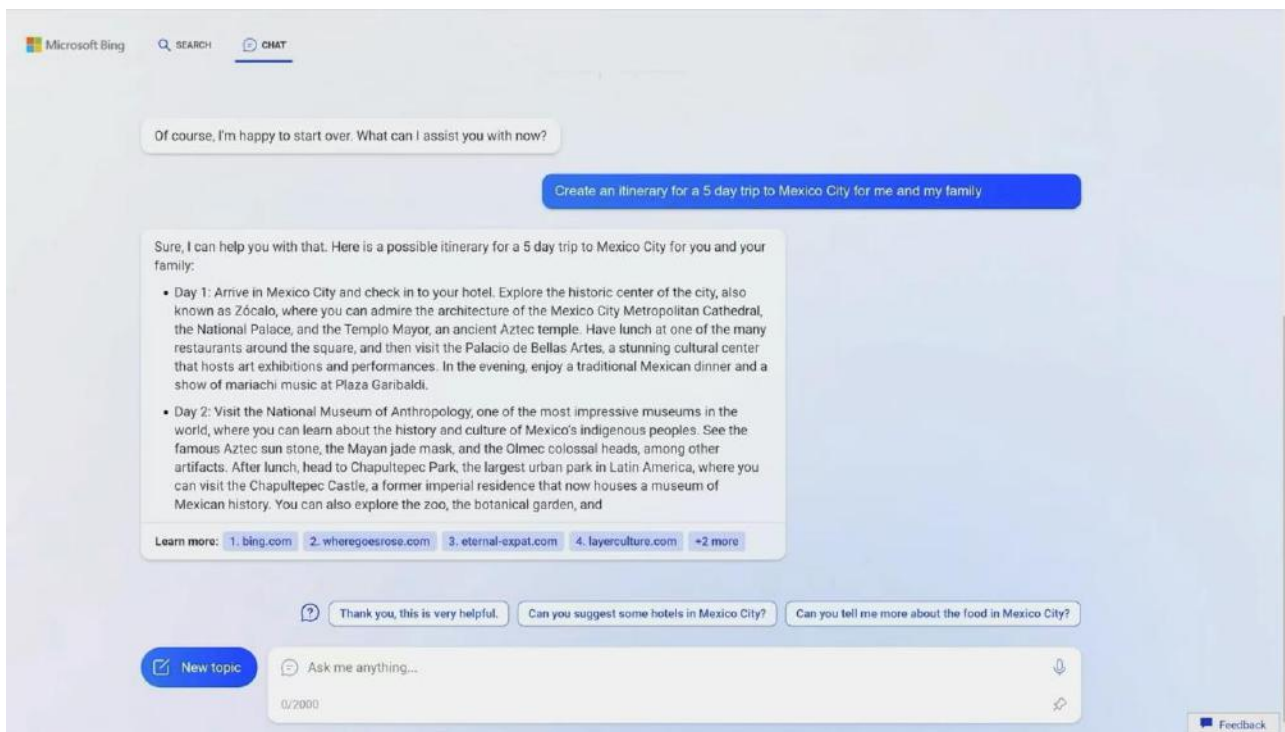 Microsoft Bing
SEARCH
CHAT
Of course, I'm happy to start over. What can I assist you with now?
Create an itinerary for a 5 day trip to Mexico City for me and my family
Sure, I can help you with that. Here is a possible itinerary for a 5 day trip to Mexico City for you and your
family:
• Day 1: Arrive in Mexico City and check in to your hotel. Explore the historic center of the city, also
known as Zócalo, where you can admire the architecture of the Mexico City Metropolitan Cathedral,
the National Palace, and the Templo Mayor, an ancient Aztec temple. Have lunch at one of the many
restaurants around the square, and then visit the Palacio de Bellas Artes, a stunning cultural center
that hosts art exhibitions and performances. In the evening, enjoy a traditional Mexican dinner and a
show of mariachi music at Plaza Garibaldi.
• Day 2: Visit the National Museum of Anthropology, one of the most impressive museums in the
world, where you can learn about the history and culture of Mexico's indigenous peoples. See the
famous Aztec sun stone, the Mayan jade mask, and the Olmec colossal heads, among other
artifacts. After lunch, head to Chapultepec Park, the largest urban park in Latin America, where you
can visit the Chapultepec Castle, a former imperial residence that now houses a museum of
Mexican history. You can also explore the zoo, the botanical garden, and
Learn more: 1. bing.com 2. wheregoesrose.com 3. eternal-expat.com 4. layerculture.com +2 more
Thank you, this is very helpful. Can you suggest some hotels in Mexico City? Can you tell me more about the food in Mexico City?
New topic
Ask me anything...
0/2000
Feedback